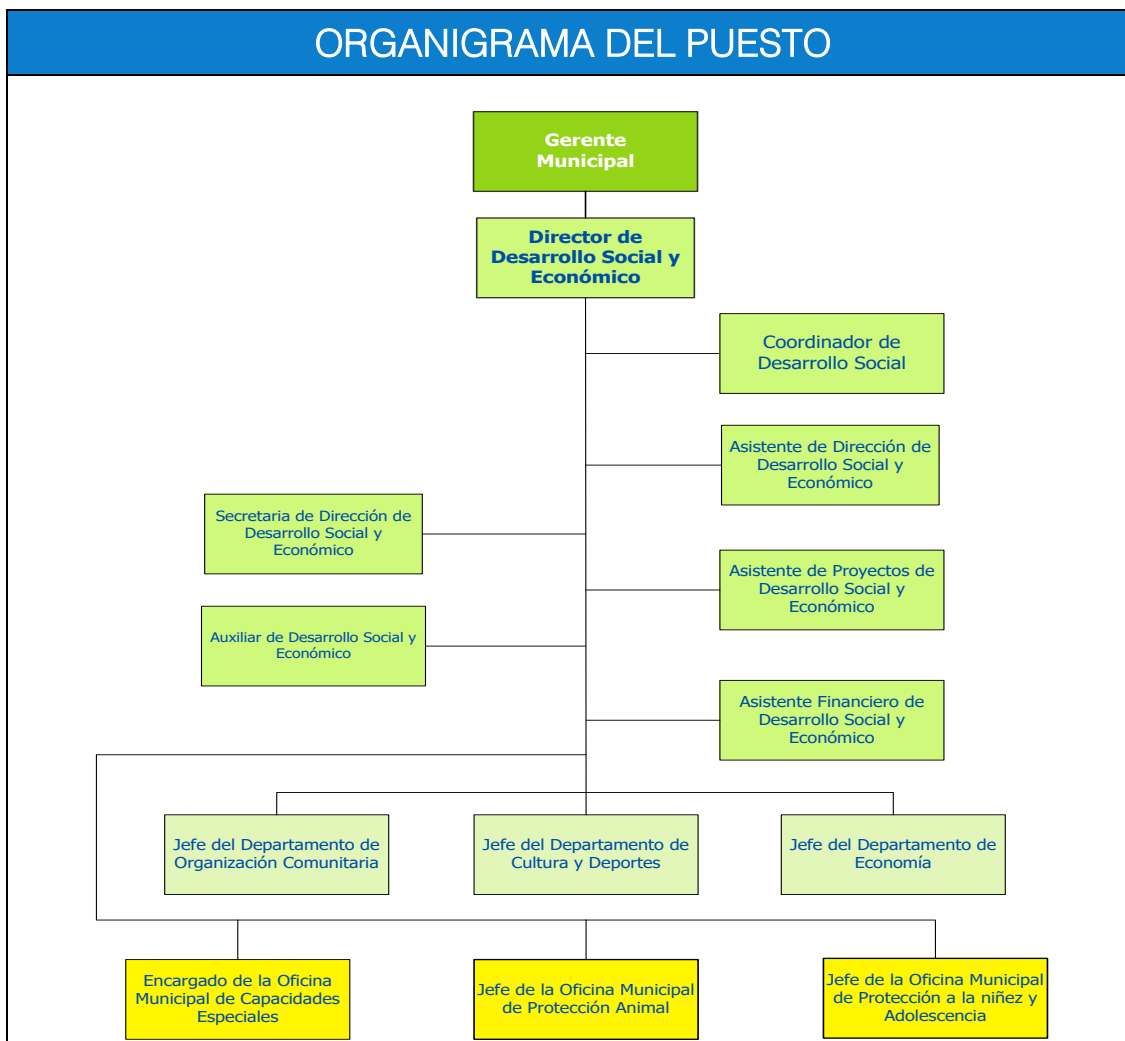 ORGANIGRAMA DEL PUESTO
Gerente
Municipal
Director de
Desarrollo Social y
Económico
Coordinador de
Desarrollo Social
Asistente de Dirección de
Desarrollo Social y
Económico
Secretaria de Dirección de
Desarrollo Social y
Económico
Asistente de Proyectos de
Desarrollo Social y
Económico
Auxiliar de Desarrollo Social y
Económico
Asistente Financiero de
Desarrollo Social y
Económico
Jefe del Departamento de
Organización Comunitaria
Jefe del Departamento de
Cultura y Deportes
Jefe del Departamento de
Economía
Encargado de la Oficina
Municipal de Capacidades
Especiales
Jefe de la Oficina Municipal
de Protección Animal
Jefe de la Oficina Municipal
de Protección a la niñez y
Adolescencia